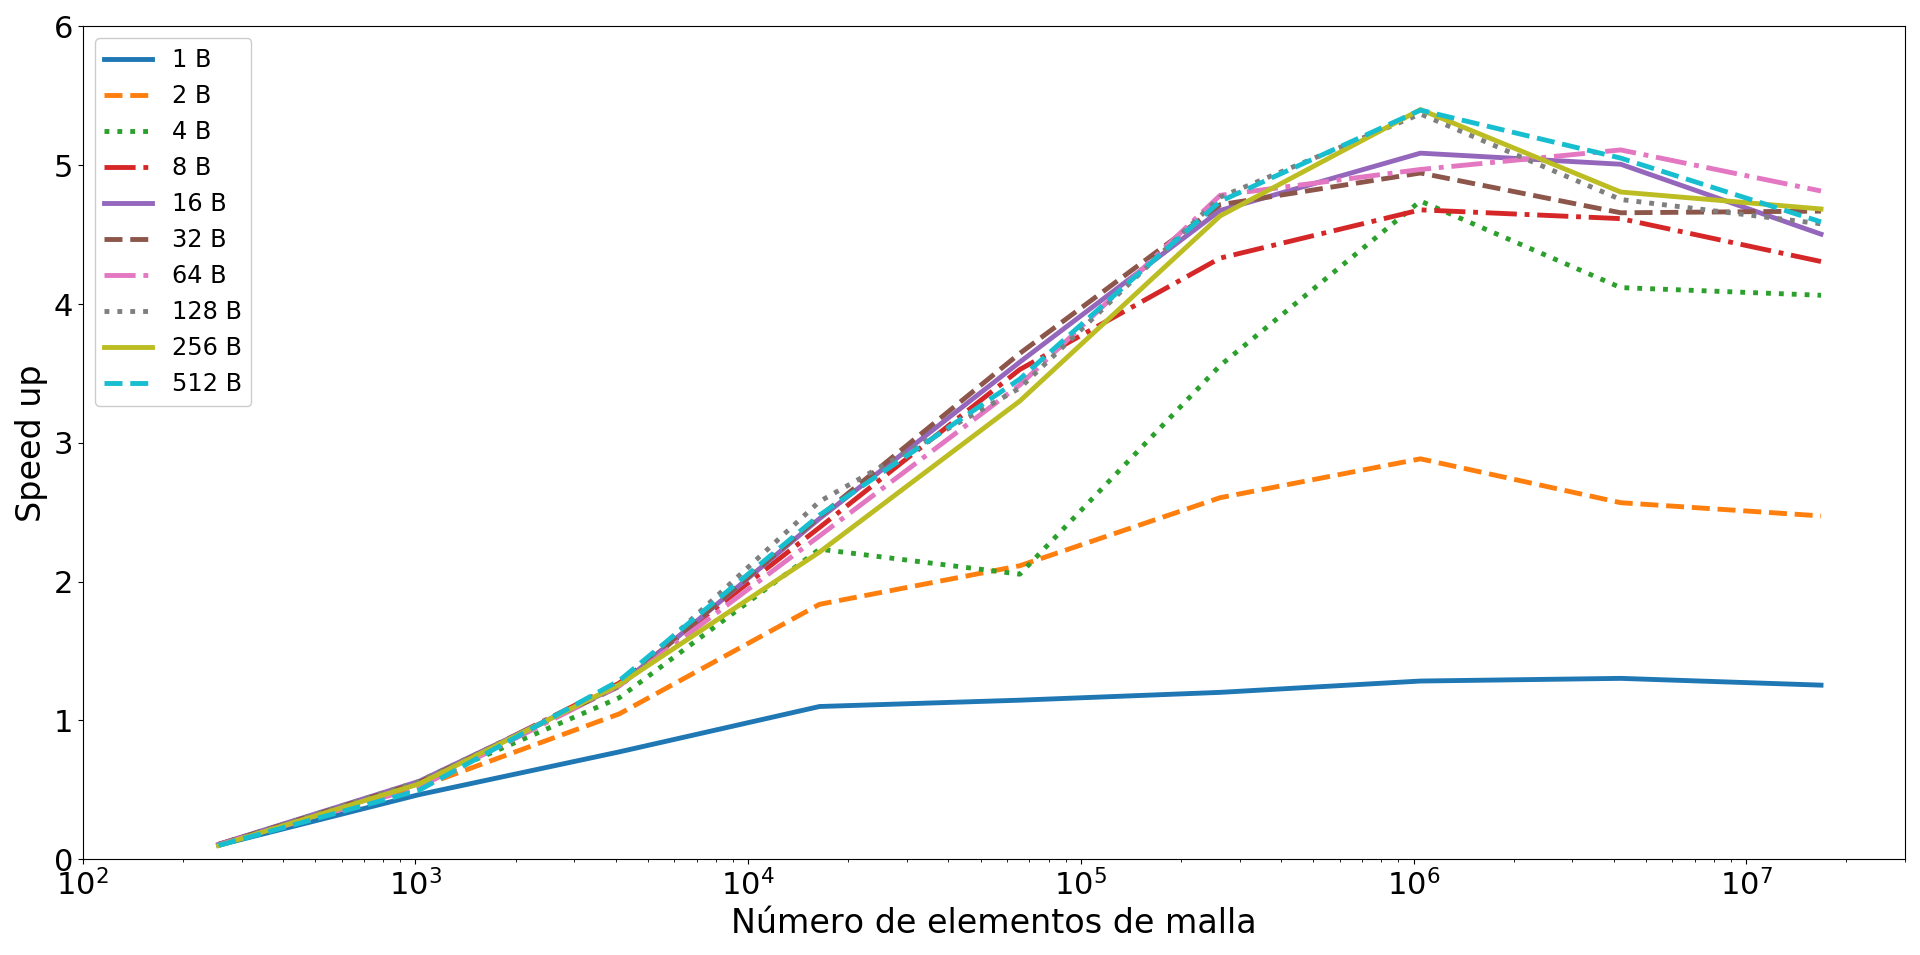 6
5
4
3
2
1
0
Speed up
1 B
2 B
4 B
8 B
16 B
32 B
64 B
128 B
256 B
512 B
10²
10³
10⁴
10⁵
10⁶
10⁷
Número de elementos de malla